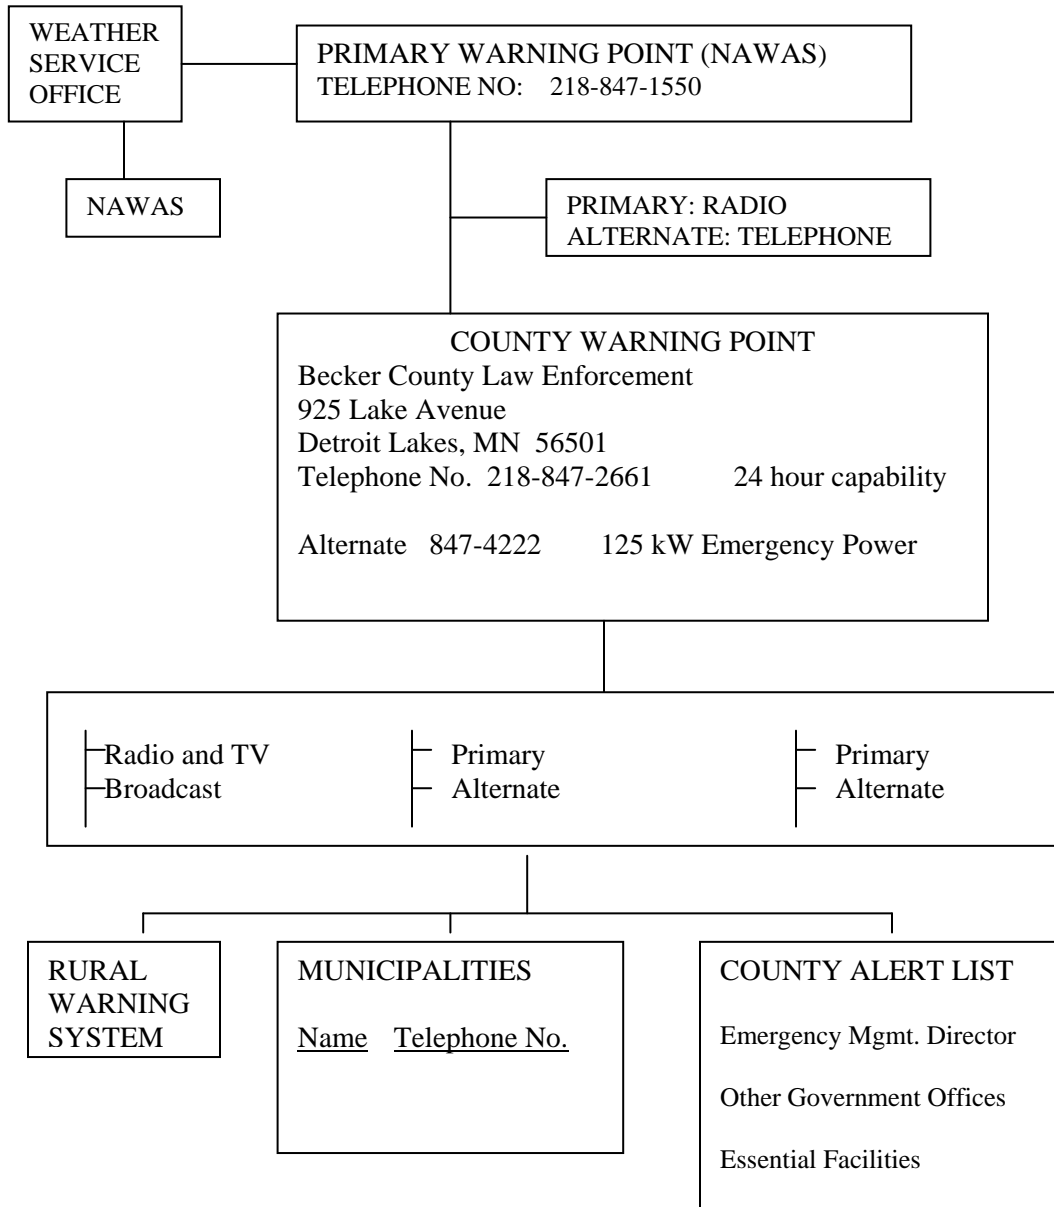 WEATHER
SERVICE
OFFICE
PRIMARY WARNING POINT (NAWAS)
TELEPHONE NO: 218-847-1550
NAWAS
PRIMARY: RADIO
ALTERNATE: TELEPHONE
COUNTY WARNING POINT
Becker County Law Enforcement
925 Lake Avenue
Detroit Lakes, MN 56501
Telephone No. 218-847-2661 24 hour capability
Alternate 847-4222 125 kW Emergency Power
Radio and TV
Broadcast
Primary
Alternate
Primary
Alternate
RURAL
WARNING
SYSTEM
MUNICIPALITIES
Name Telephone No.
COUNTY ALERT LIST
Emergency Mgmt. Director
Other Government Offices
Essential Facilities